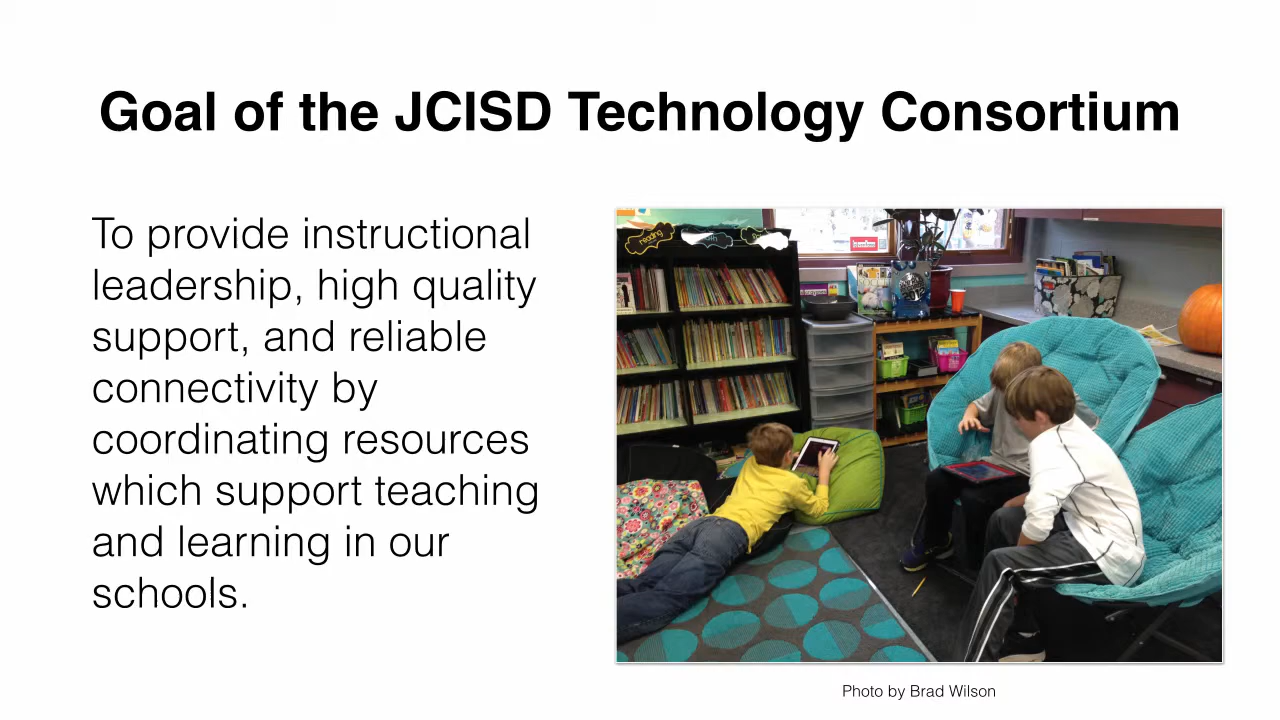 Goal of the JCISD Technology Consortium
To provide instructional
leadership, high quality
support, and reliable
connectivity by
coordinating resources
which support teaching
and learning in our
schools.
reading
Photo by Brad Wilson